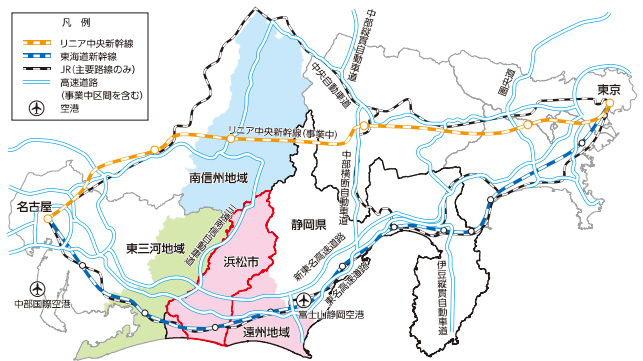 凡 例
リニア中央新幹線
東海道新幹線
JR(主要路線のみ)
高速道路
(事業中区間を含む)
空港
中部縦貫自動車道
中央自動車道
圏央道
東京
リニア中央新幹線(事業中)
南信州地域
中部横断自動車道
名古屋
三遠南信自動車道
静岡県
東三河地域
浜松市
新東名高速道路
東名高速道路
伊豆縦貫自動車道
中部国際空港
富士山静岡空港
遠州地域